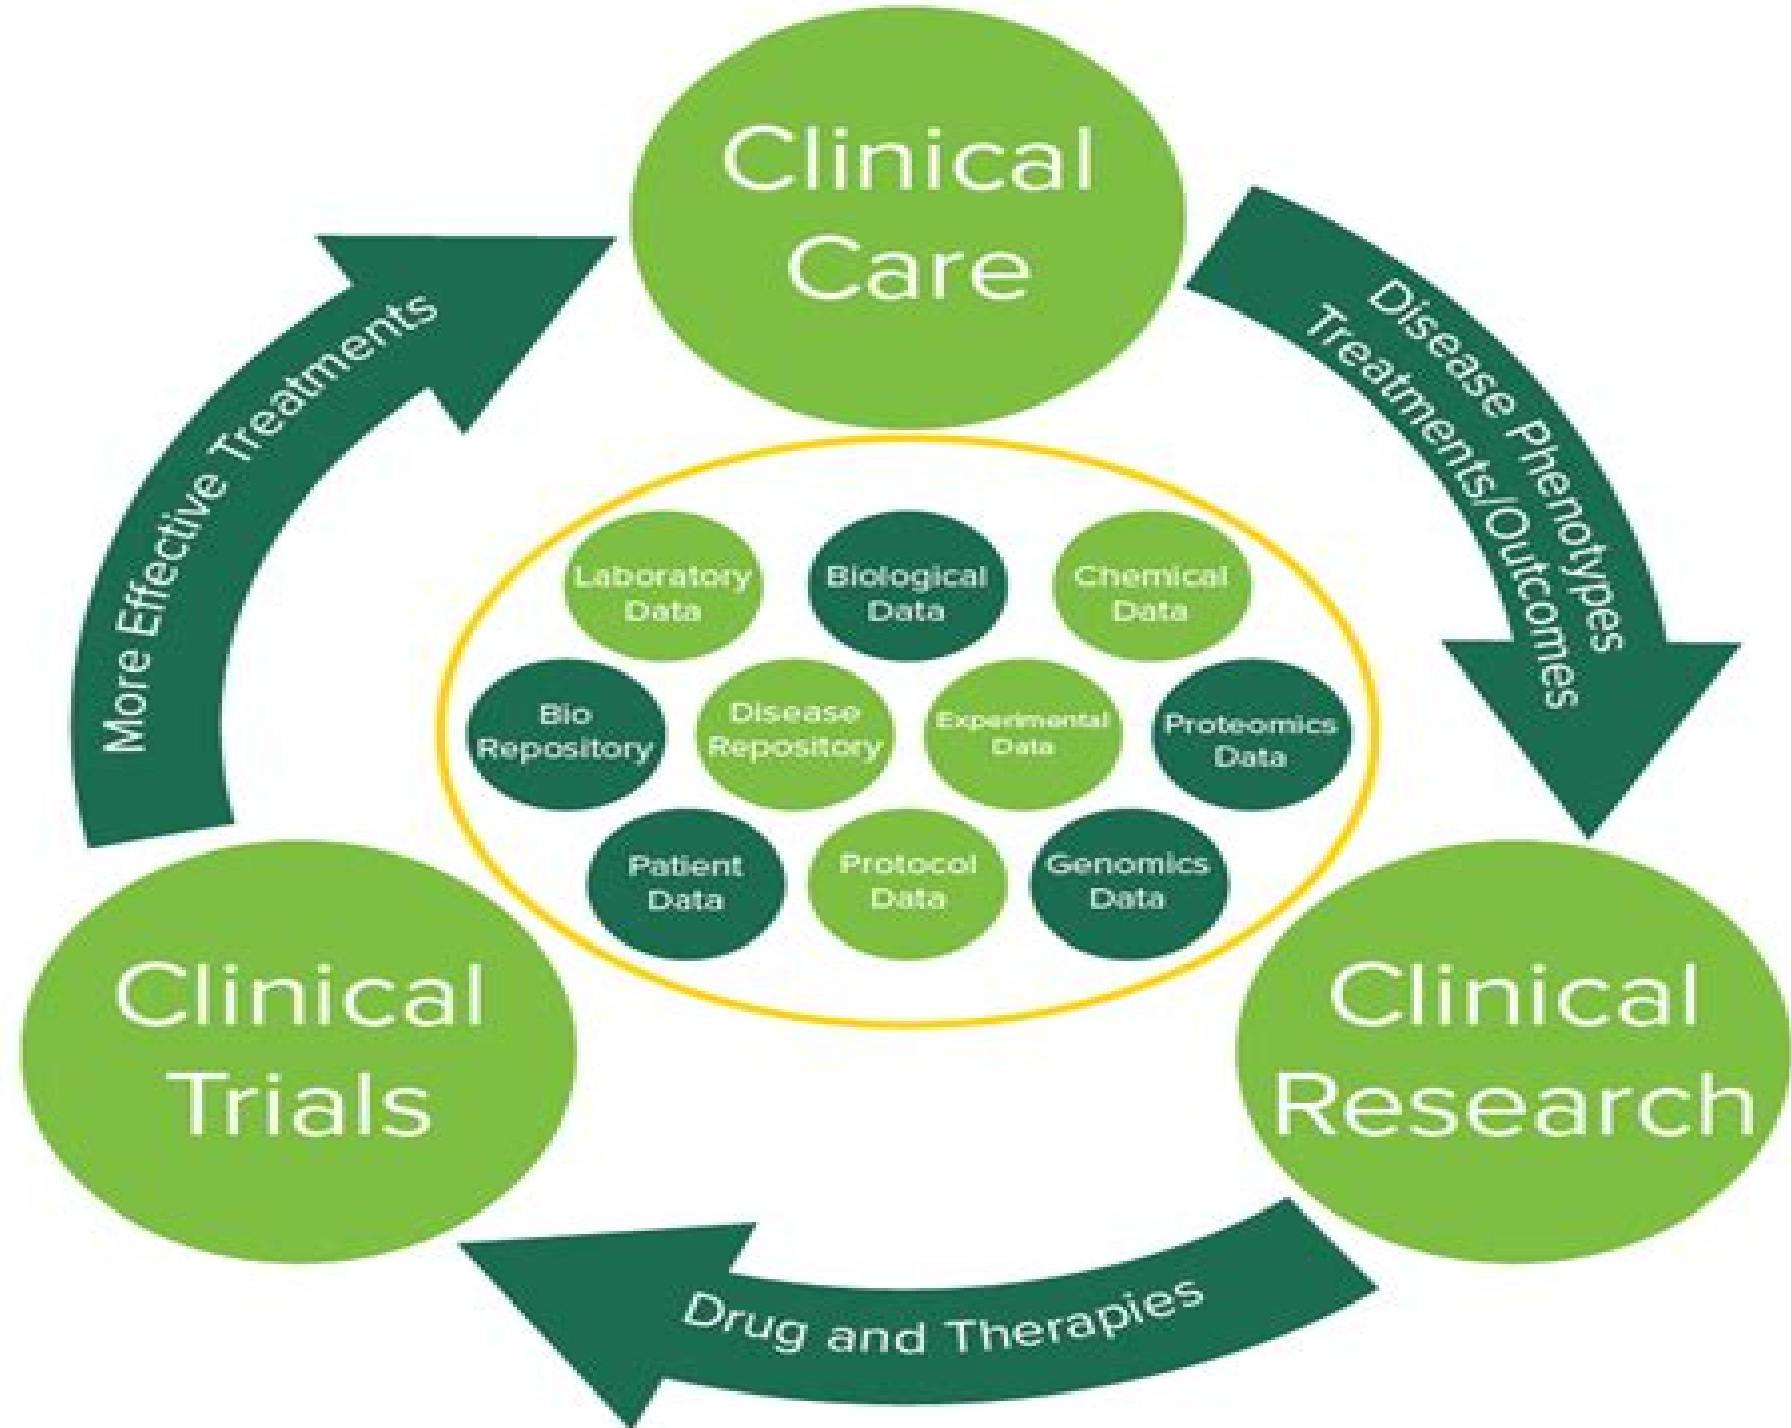 Clinical
Care
More Effective Treatments
Disease Phenotypes
Treatments/Outcomes
Laboratory
Data
Biological
Data
Chemical
Data
Bio
Repository
Disease
Repository
Experimental
Data
Proteomics
Data
Patient
Data
Protocol
Data
Genomics
Data
Clinical
Trials
Clinical
Research
Drug and Therapies